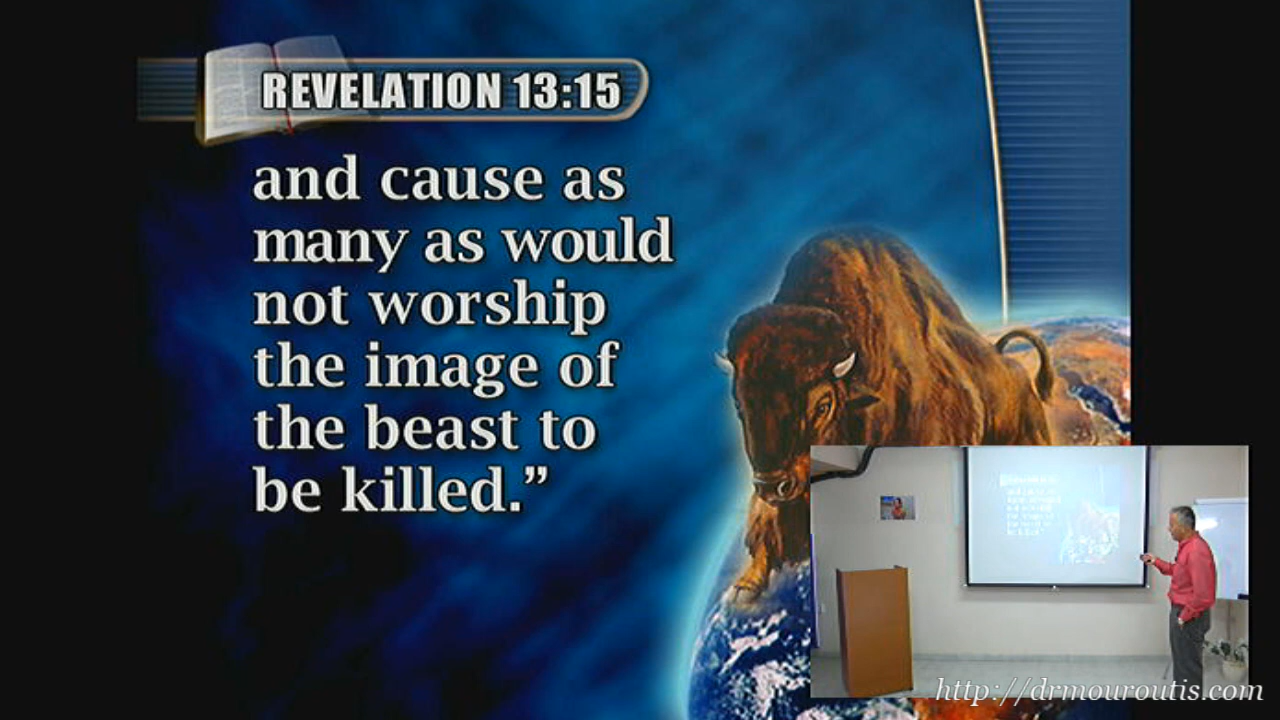 REVELATION 13:15
and cause as
many as would
not worship
the image of
the beast to
be killed.”
http://drmouroutis.com